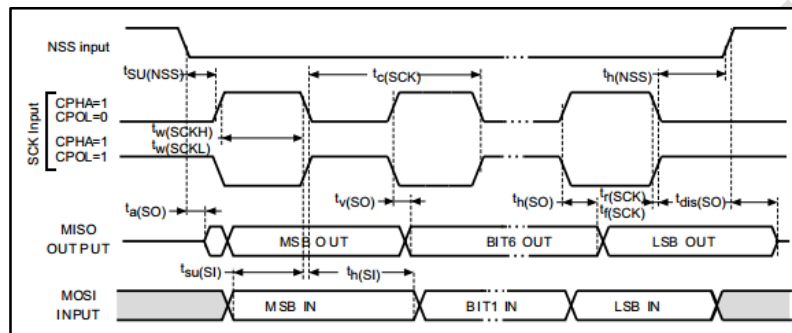 NSS input
tSU(NSS)
tc(SCK)
th(NSS)
SCK Input
CPHA=1
CPOL=0
tw(SCKH)
CPHA=1
tw(SCKL)
CPOL=1
ta(SO)
tv(SO)
th(SO)
tr(SCK)
tf(SCK)
tdis(SO)
MISO
OUTPUT
MSB OUT
BIT6 OUT
LSB OUT
tsu(SI)
th(SI)
MOSI
INPUT
MSB IN
BIT1 IN
LSB IN